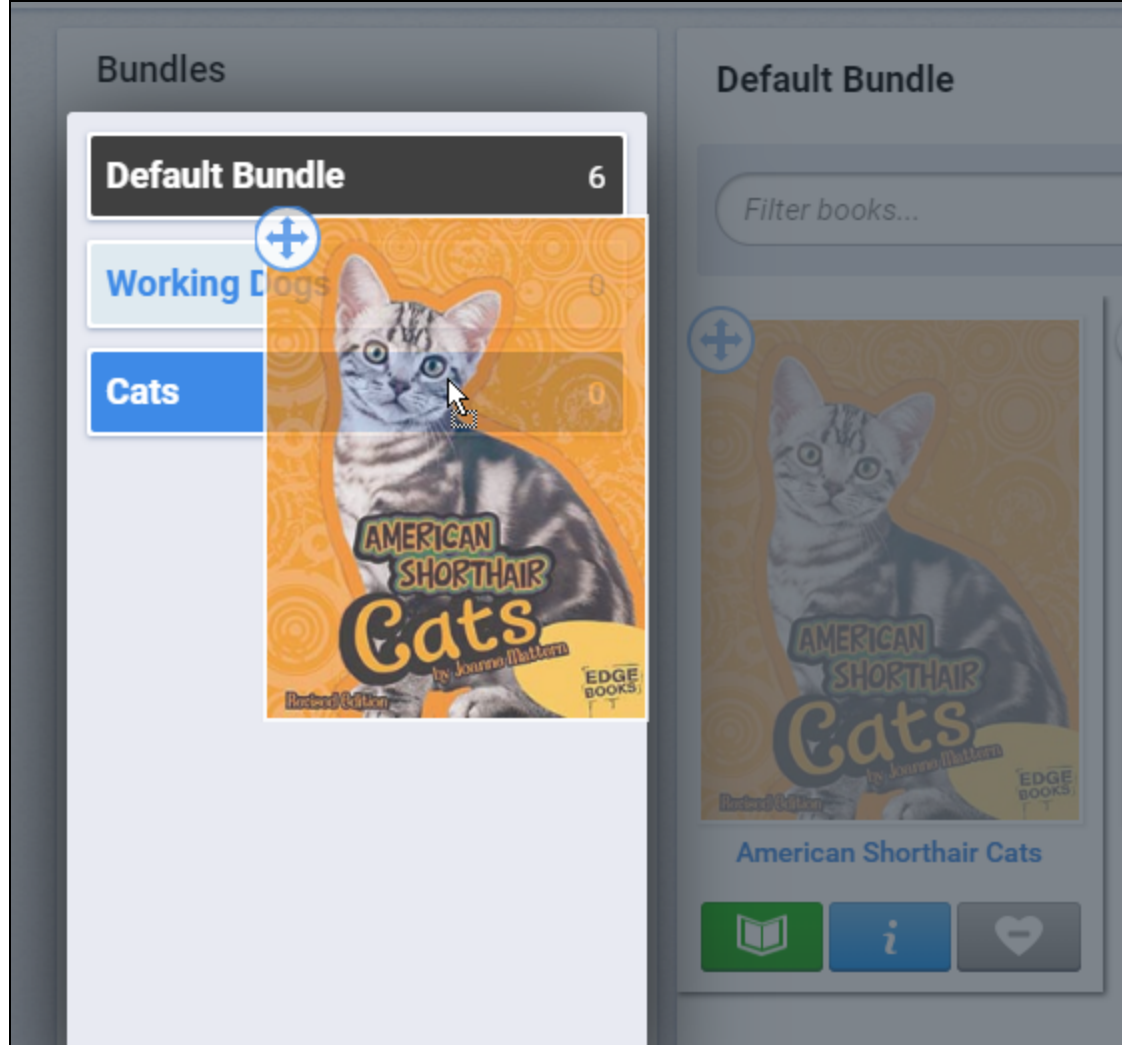 Bundles
Default Bundle 6
Working Dogs 0
Cats 0
AMERICAN
SHORTHAIR
Cats
by Joanne Mattern
EDGE
BOOKS
Revised Edition
Default Bundle
Filter books...
AMERICAN
SHORTHAIR
Cats
by Joanne Mattern
EDGE
BOOKS
Revised Edition
American Shorthair Cats
i